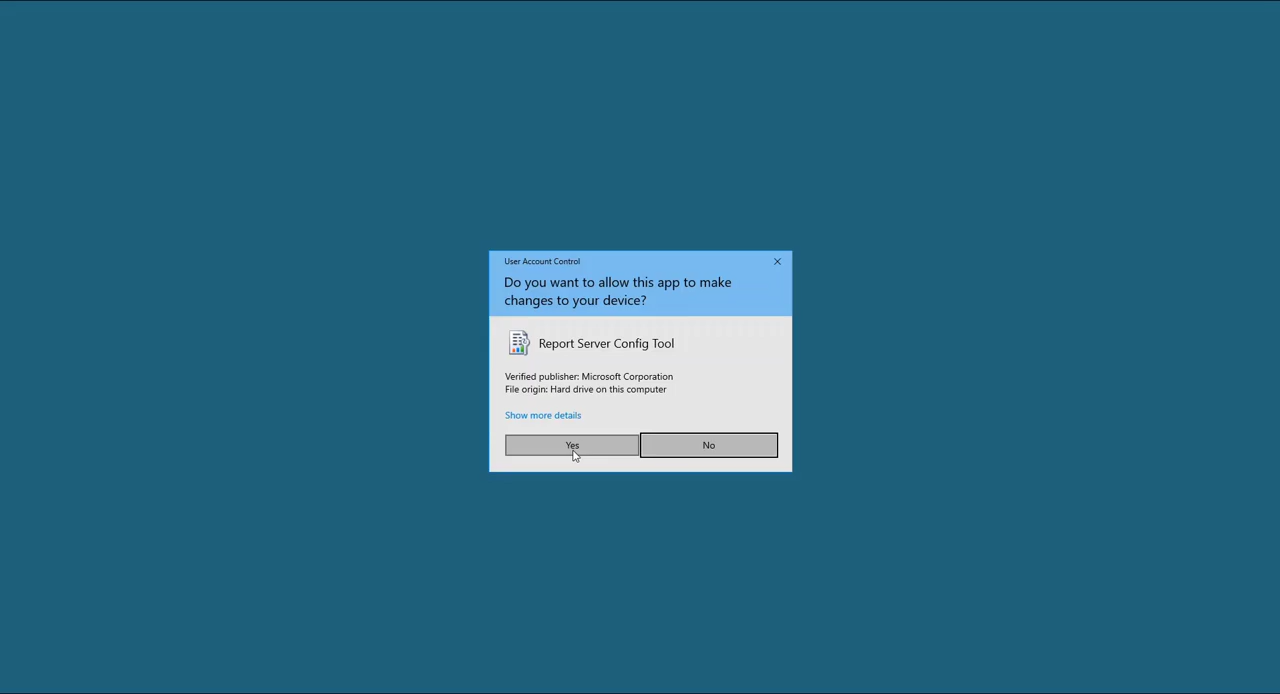 User Account Control
Do you want to allow this app to make
changes to your device?
Report Server Config Tool
Verified publisher: Microsoft Corporation
File origin: Hard drive on this computer
Show more details
Yes
No